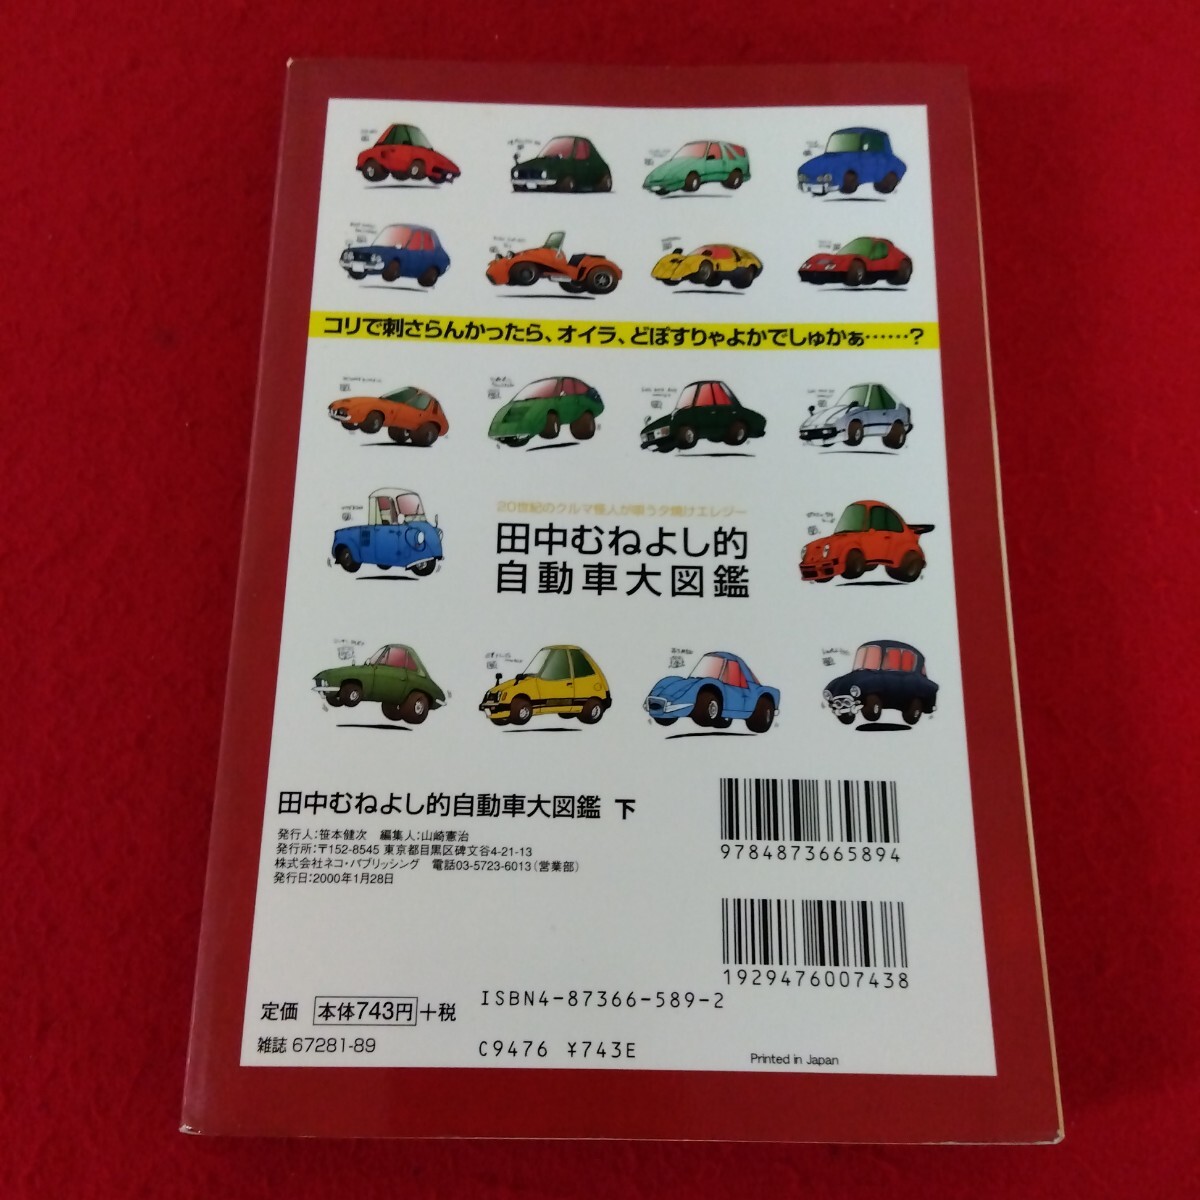 コリで刺さらんかったら、オイラ、どぼすりゃよかでしゅかぁ……?
20世紀のクルマ怪人が唄う夕焼けエレジー
田中むねよし的
自動車大図鑑
田中むねよし的自動車大図鑑 下
発行人:笹本健次 編集人:山崎憲治
発行所:〒152-8545 東京都目黒区碑文谷4-21-13
株式会社ネコ・パブリッシング 電話03-5723-6013(営業部)
発行日:2000年1月28日
9784873665894
1929476007438
ISBN4-87366-589-2
定価 本体743円+税
雑誌 67281-89
C9476 ¥743E
Printed in Japan